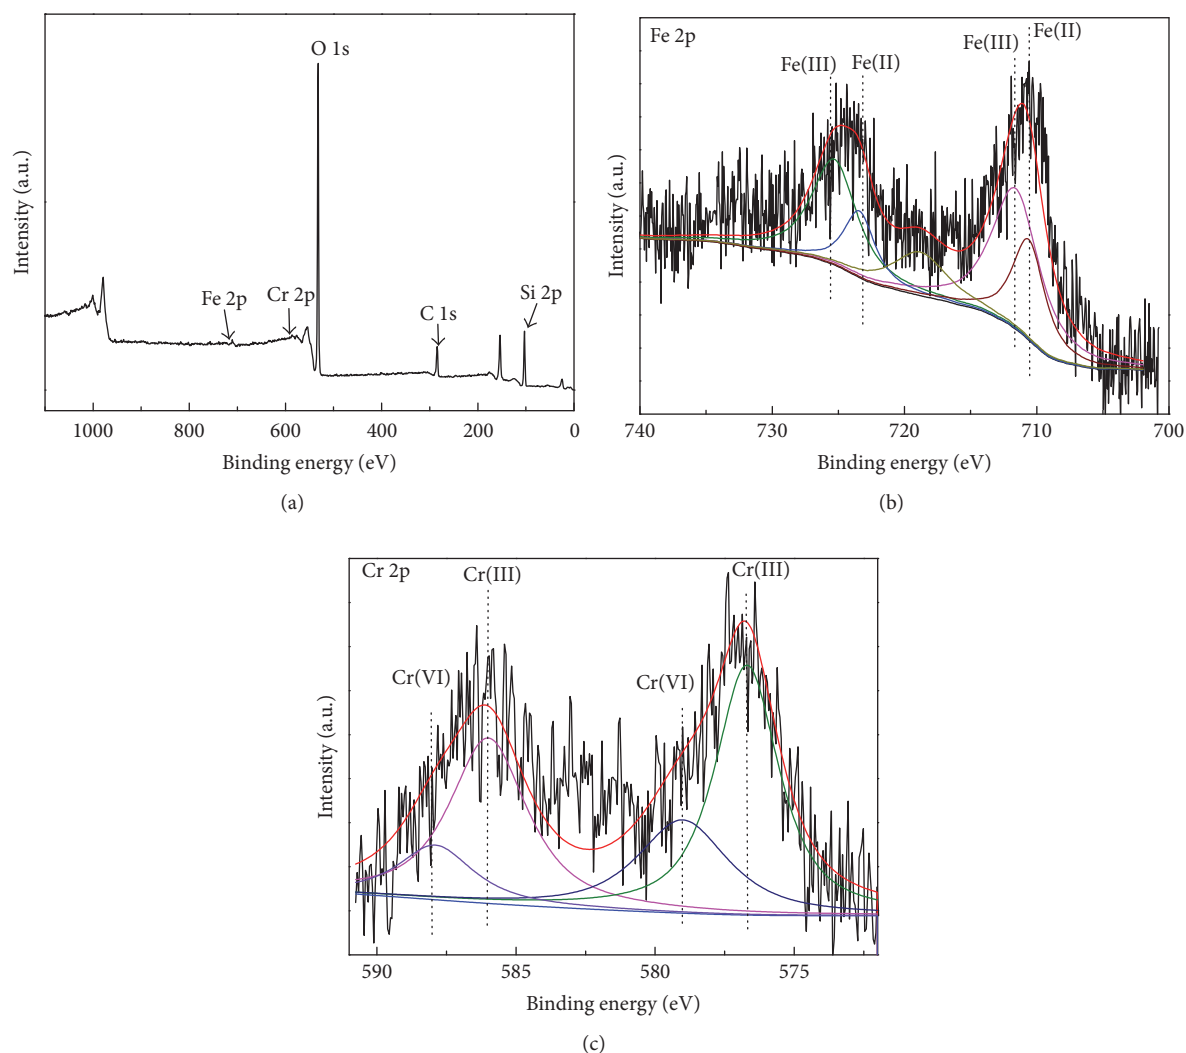 O 1s
Fe 2p
Cr 2p
C 1s
Si 2p
Intensity (a.u.)
1000
800
600
400
200
0
Binding energy (eV)
(a)
Fe 2p
Fe(III)
Fe(II)
Fe(III)
Fe(II)
Intensity (a.u.)
740
730
720
710
700
Binding energy (eV)
(b)
Cr 2p
Cr(III)
Cr(III)
Cr(VI)
Cr(VI)
Intensity (a.u.)
590
585
580
575
Binding energy (eV)
(c)